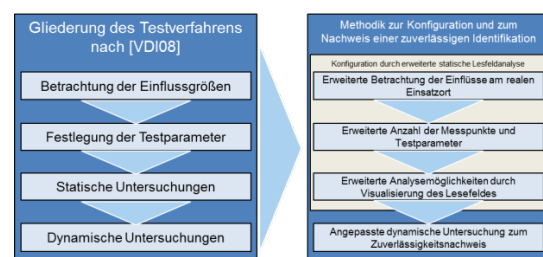 Gliederung des Testverfahrens
nach [VDI08]
Betrachtung der Einflussgrößen
Festlegung der Testparameter
Statische Untersuchungen
Dynamische Untersuchungen
Methodik zur Konfiguration und zum
Nachweis einer zuverlässigen Identifikation
Konfiguration durch erweiterte statische Lesfeldanalyse
Erweiterte Betrachtung der Einflüsse am realen
Einsatzort
Erweiterte Anzahl der Messpunkte und
Testparameter
Erweiterte Analysemöglichkeiten durch
Visualisierung des Lesefeldes
Angepasste dynamische Untersuchung zum
Zuverlässigkeitsnachweis